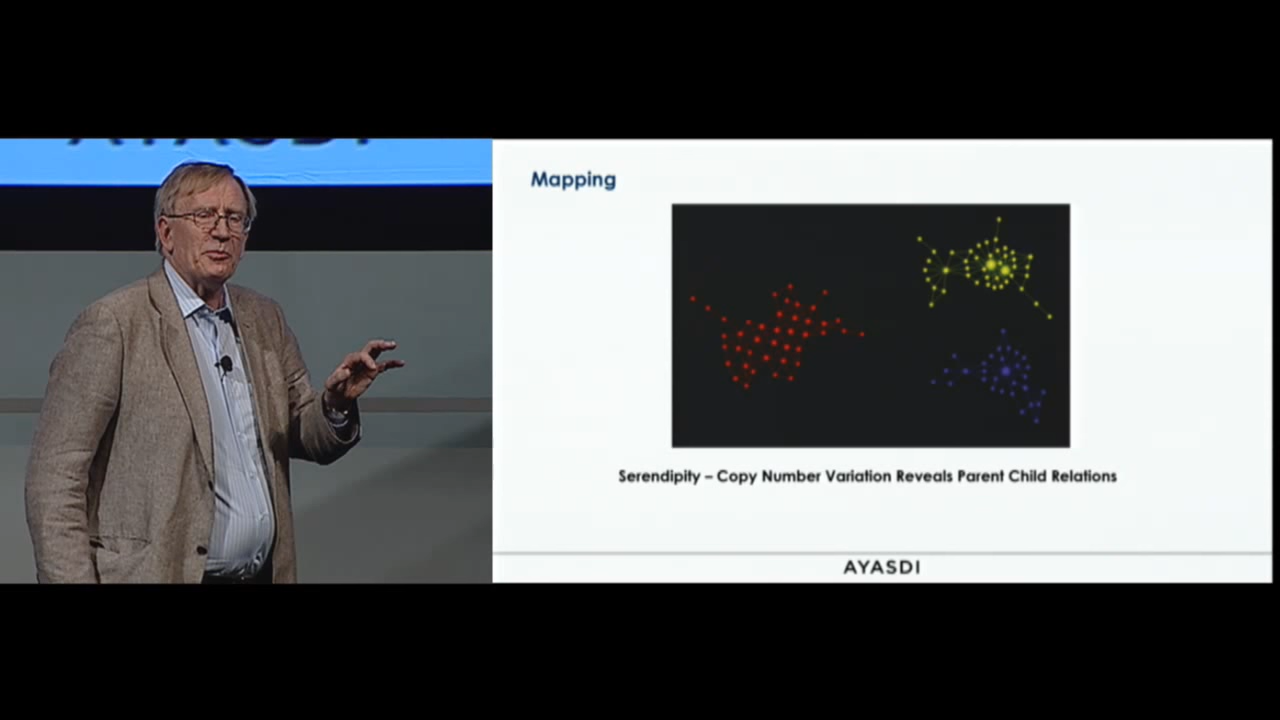 Mapping
Serendipity – Copy Number Variation Reveals Parent Child Relations
AYASDI